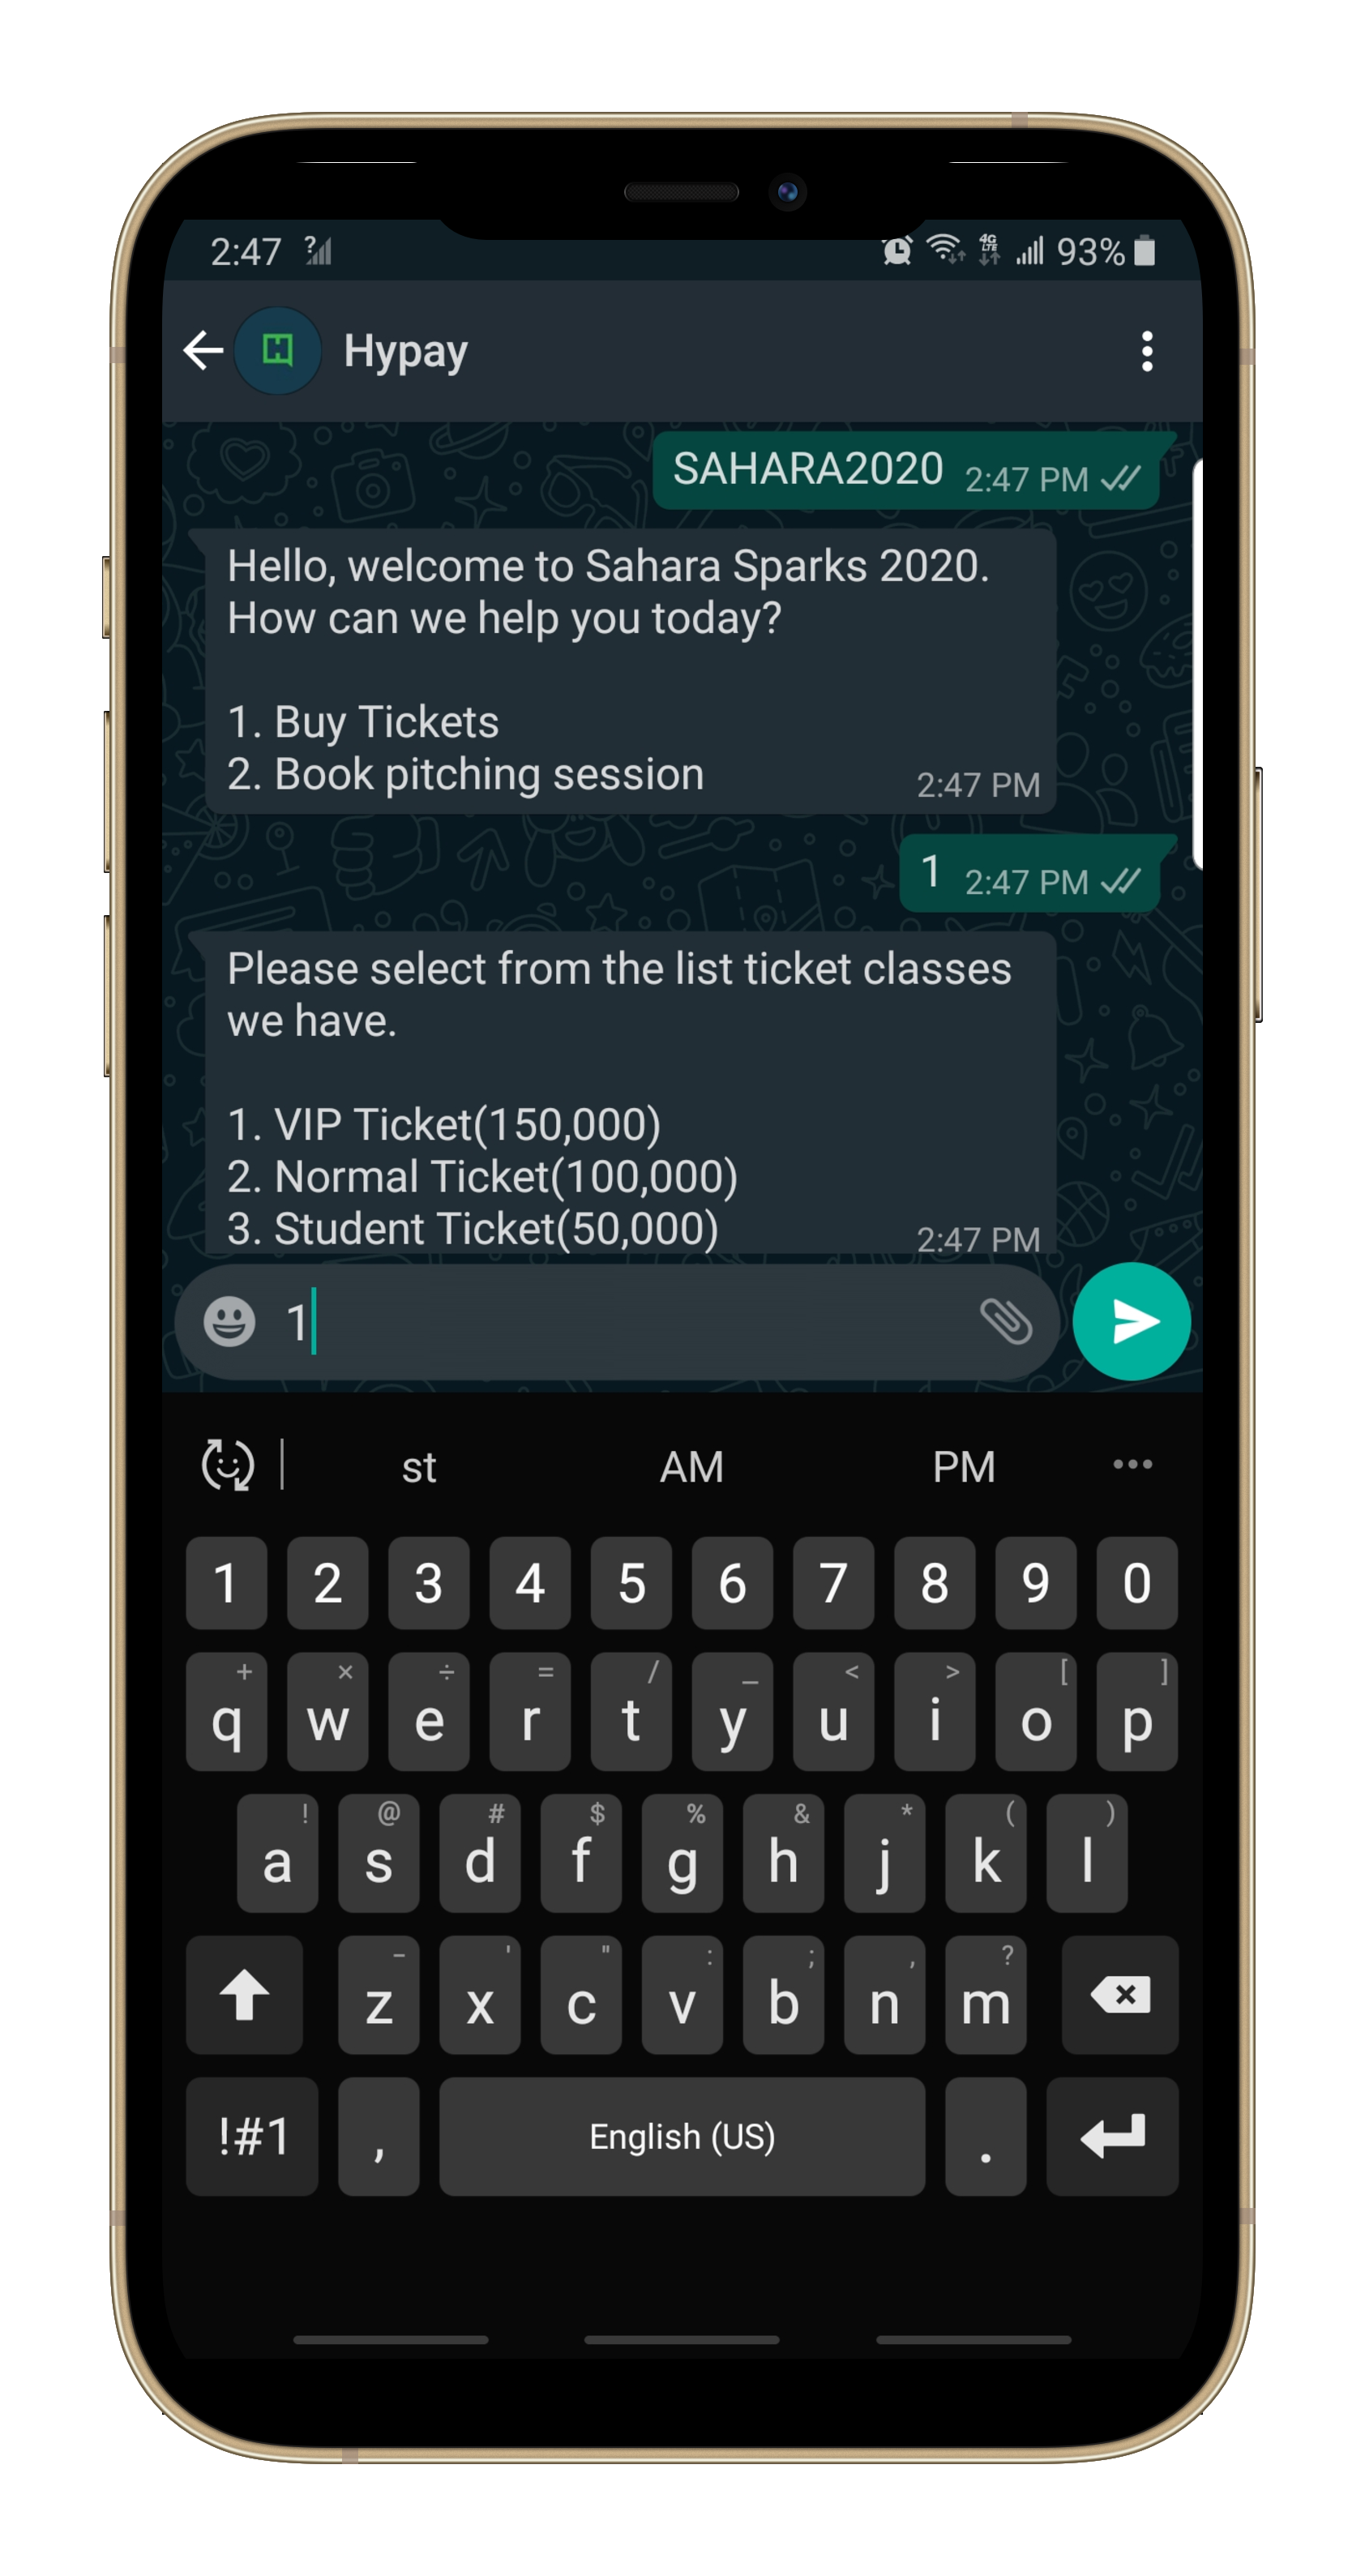 2:47
4G LTE
93%
Hypay
SAHARA2020 2:47 PM
Hello, welcome to Sahara Sparks 2020.
How can we help you today?
1. Buy Tickets
2. Book pitching session 2:47 PM
1 2:47 PM
Please select from the list ticket classes
we have.
1. VIP Ticket(150,000)
2. Normal Ticket(100,000)
3. Student Ticket(50,000) 2:47 PM
1
st AM PM
1 2 3 4 5 6 7 8 9 0
+ × ÷ = / _ < > [ ]
q w e r t y u i o p
! @ # $ % & * ( )
a s d f g h j k l
- ' " : ; , ?
z x c v b n m
!#1 , English (US) .